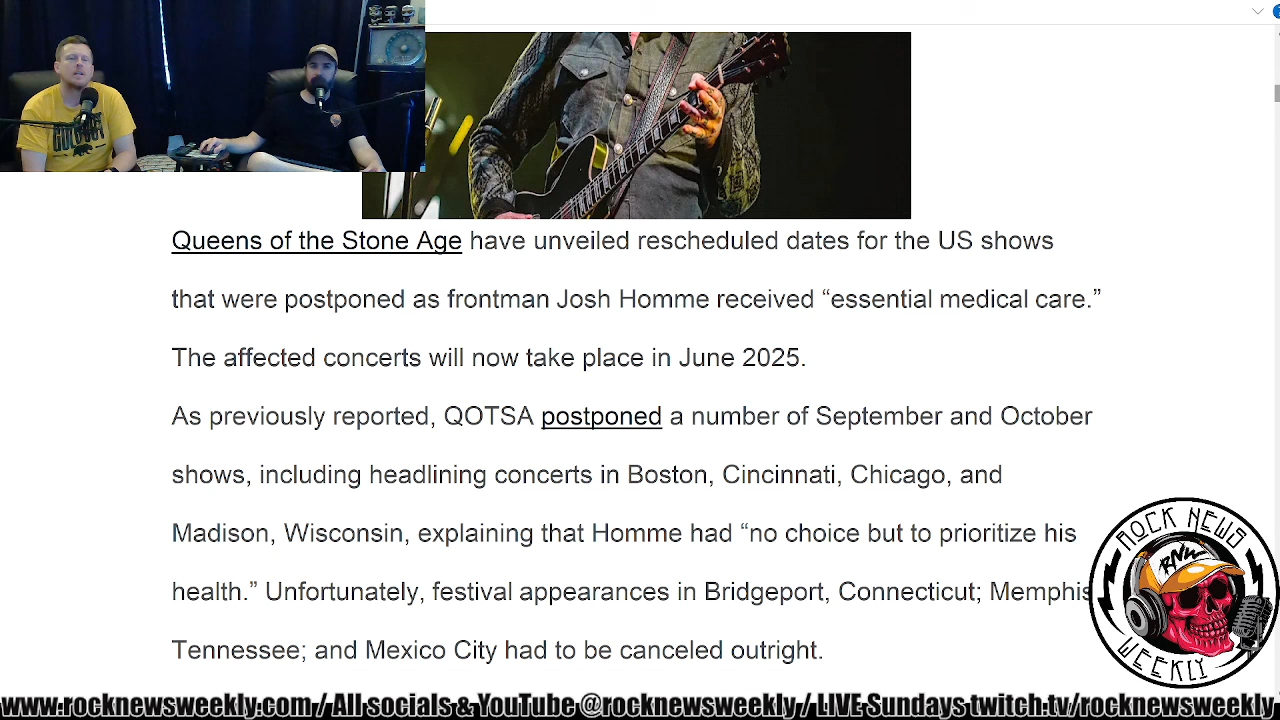 Queens of the Stone Age have unveiled rescheduled dates for the US shows
that were postponed as frontman Josh Homme received “essential medical care.”
The affected concerts will now take place in June 2025.
As previously reported, QOTSA postponed a number of September and October
shows, including headlining concerts in Boston, Cincinnati, Chicago, and
Madison, Wisconsin, explaining that Homme had “no choice but to prioritize his
health.” Unfortunately, festival appearances in Bridgeport, Connecticut; Memphis
Tennessee; and Mexico City had to be canceled outright.
ROCK NEWS
RNW
WEEKLY
www.rocknewsweekly.com / All socials & YouTube @rocknewsweekly / LIVE Sundays twitch.tv/rocknewsweekly